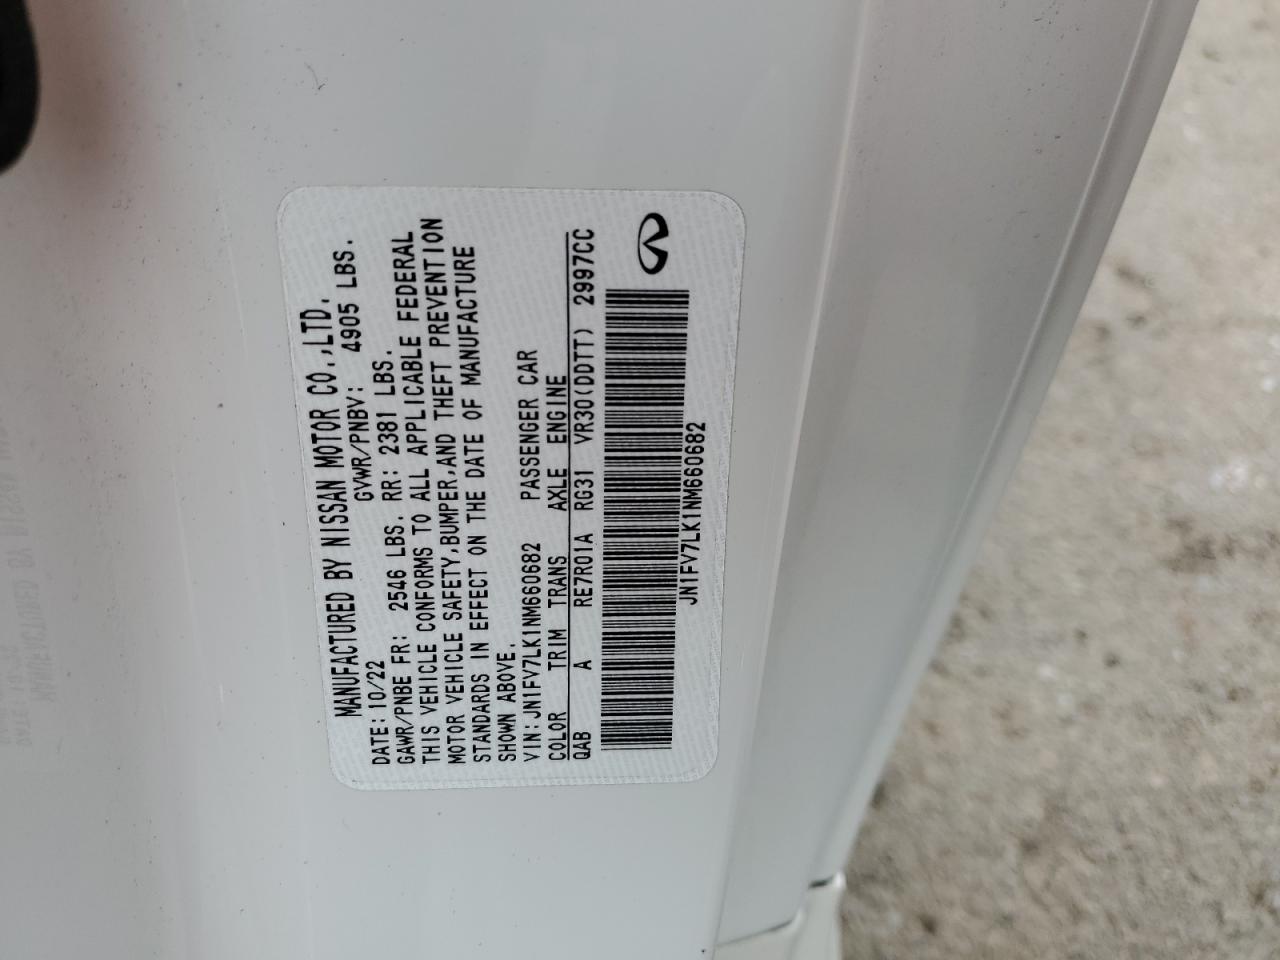 MANUFACTURED BY NISSAN MOTOR CO.,LTD.
DATE:10/22 GVWR/PNBV: 4905 LBS.
GAWR/PNBE FR: 2546 LBS. RR: 2381 LBS.
THIS VEHICLE CONFORMS TO ALL APPLICABLE FEDERAL
MOTOR VEHICLE SAFETY,BUMPER,AND THEFT PREVENTION
STANDARDS IN EFFECT ON THE DATE OF MANUFACTURE
SHOWN ABOVE.
VIN:JN1FV7LK1NM660682 PASSENGER CAR
COLOR TRIM TRANS AXLE ENGINE
QAB A RE7R01A RG31 VR30(DDTT) 2997CC
JN1FV7LK1NM660682